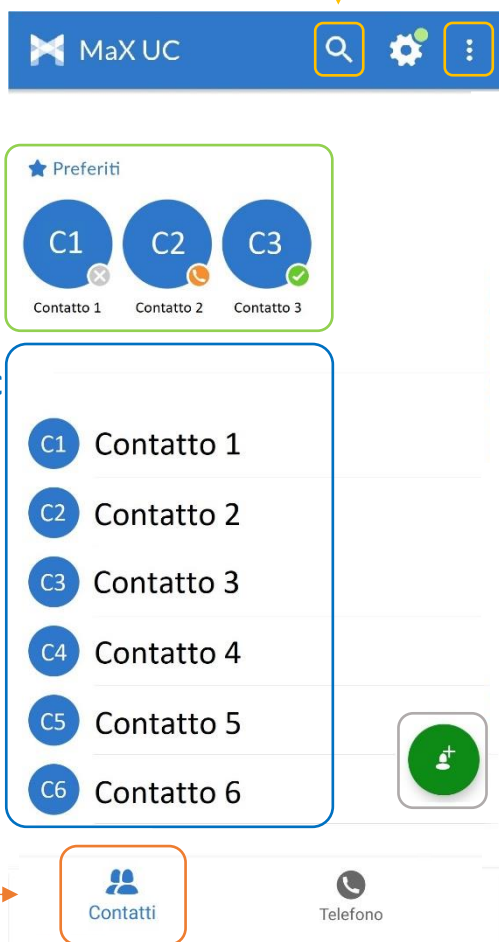 MaX UC
Preferiti
C1 C2 C3
Contatto 1 Contatto 2 Contatto 3
C1 Contatto 1
C2 Contatto 2
C3 Contatto 3
C4 Contatto 4
C5 Contatto 5
C6 Contatto 6
Contatti Telefono